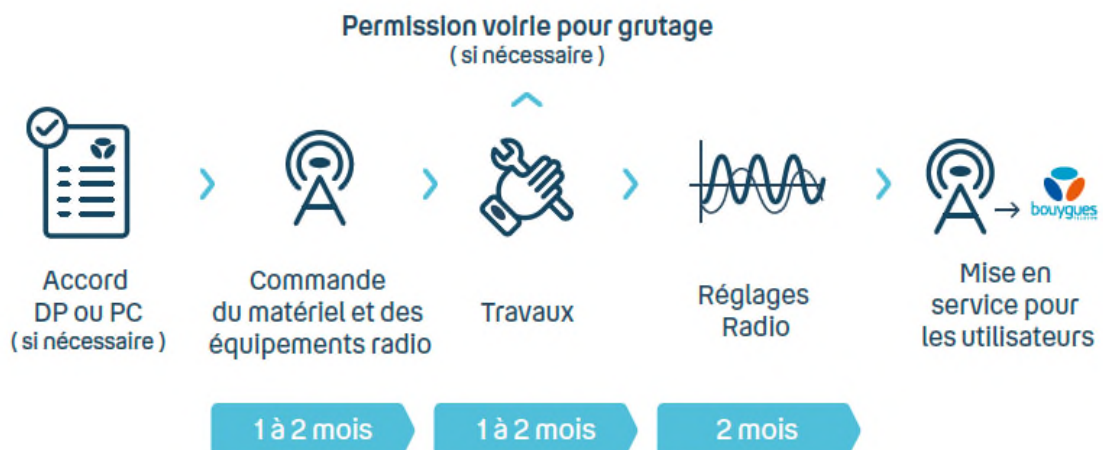 Permission voirie pour grutage
( si nécessaire )
Accord
DP ou PC
( si nécessaire )
Commande
du matériel et des
équipements radio
Travaux
Réglages
Radio
bouygues
TELECOM
Mise en
service pour
les utilisateurs
1 à 2 mois
1 à 2 mois
2 mois